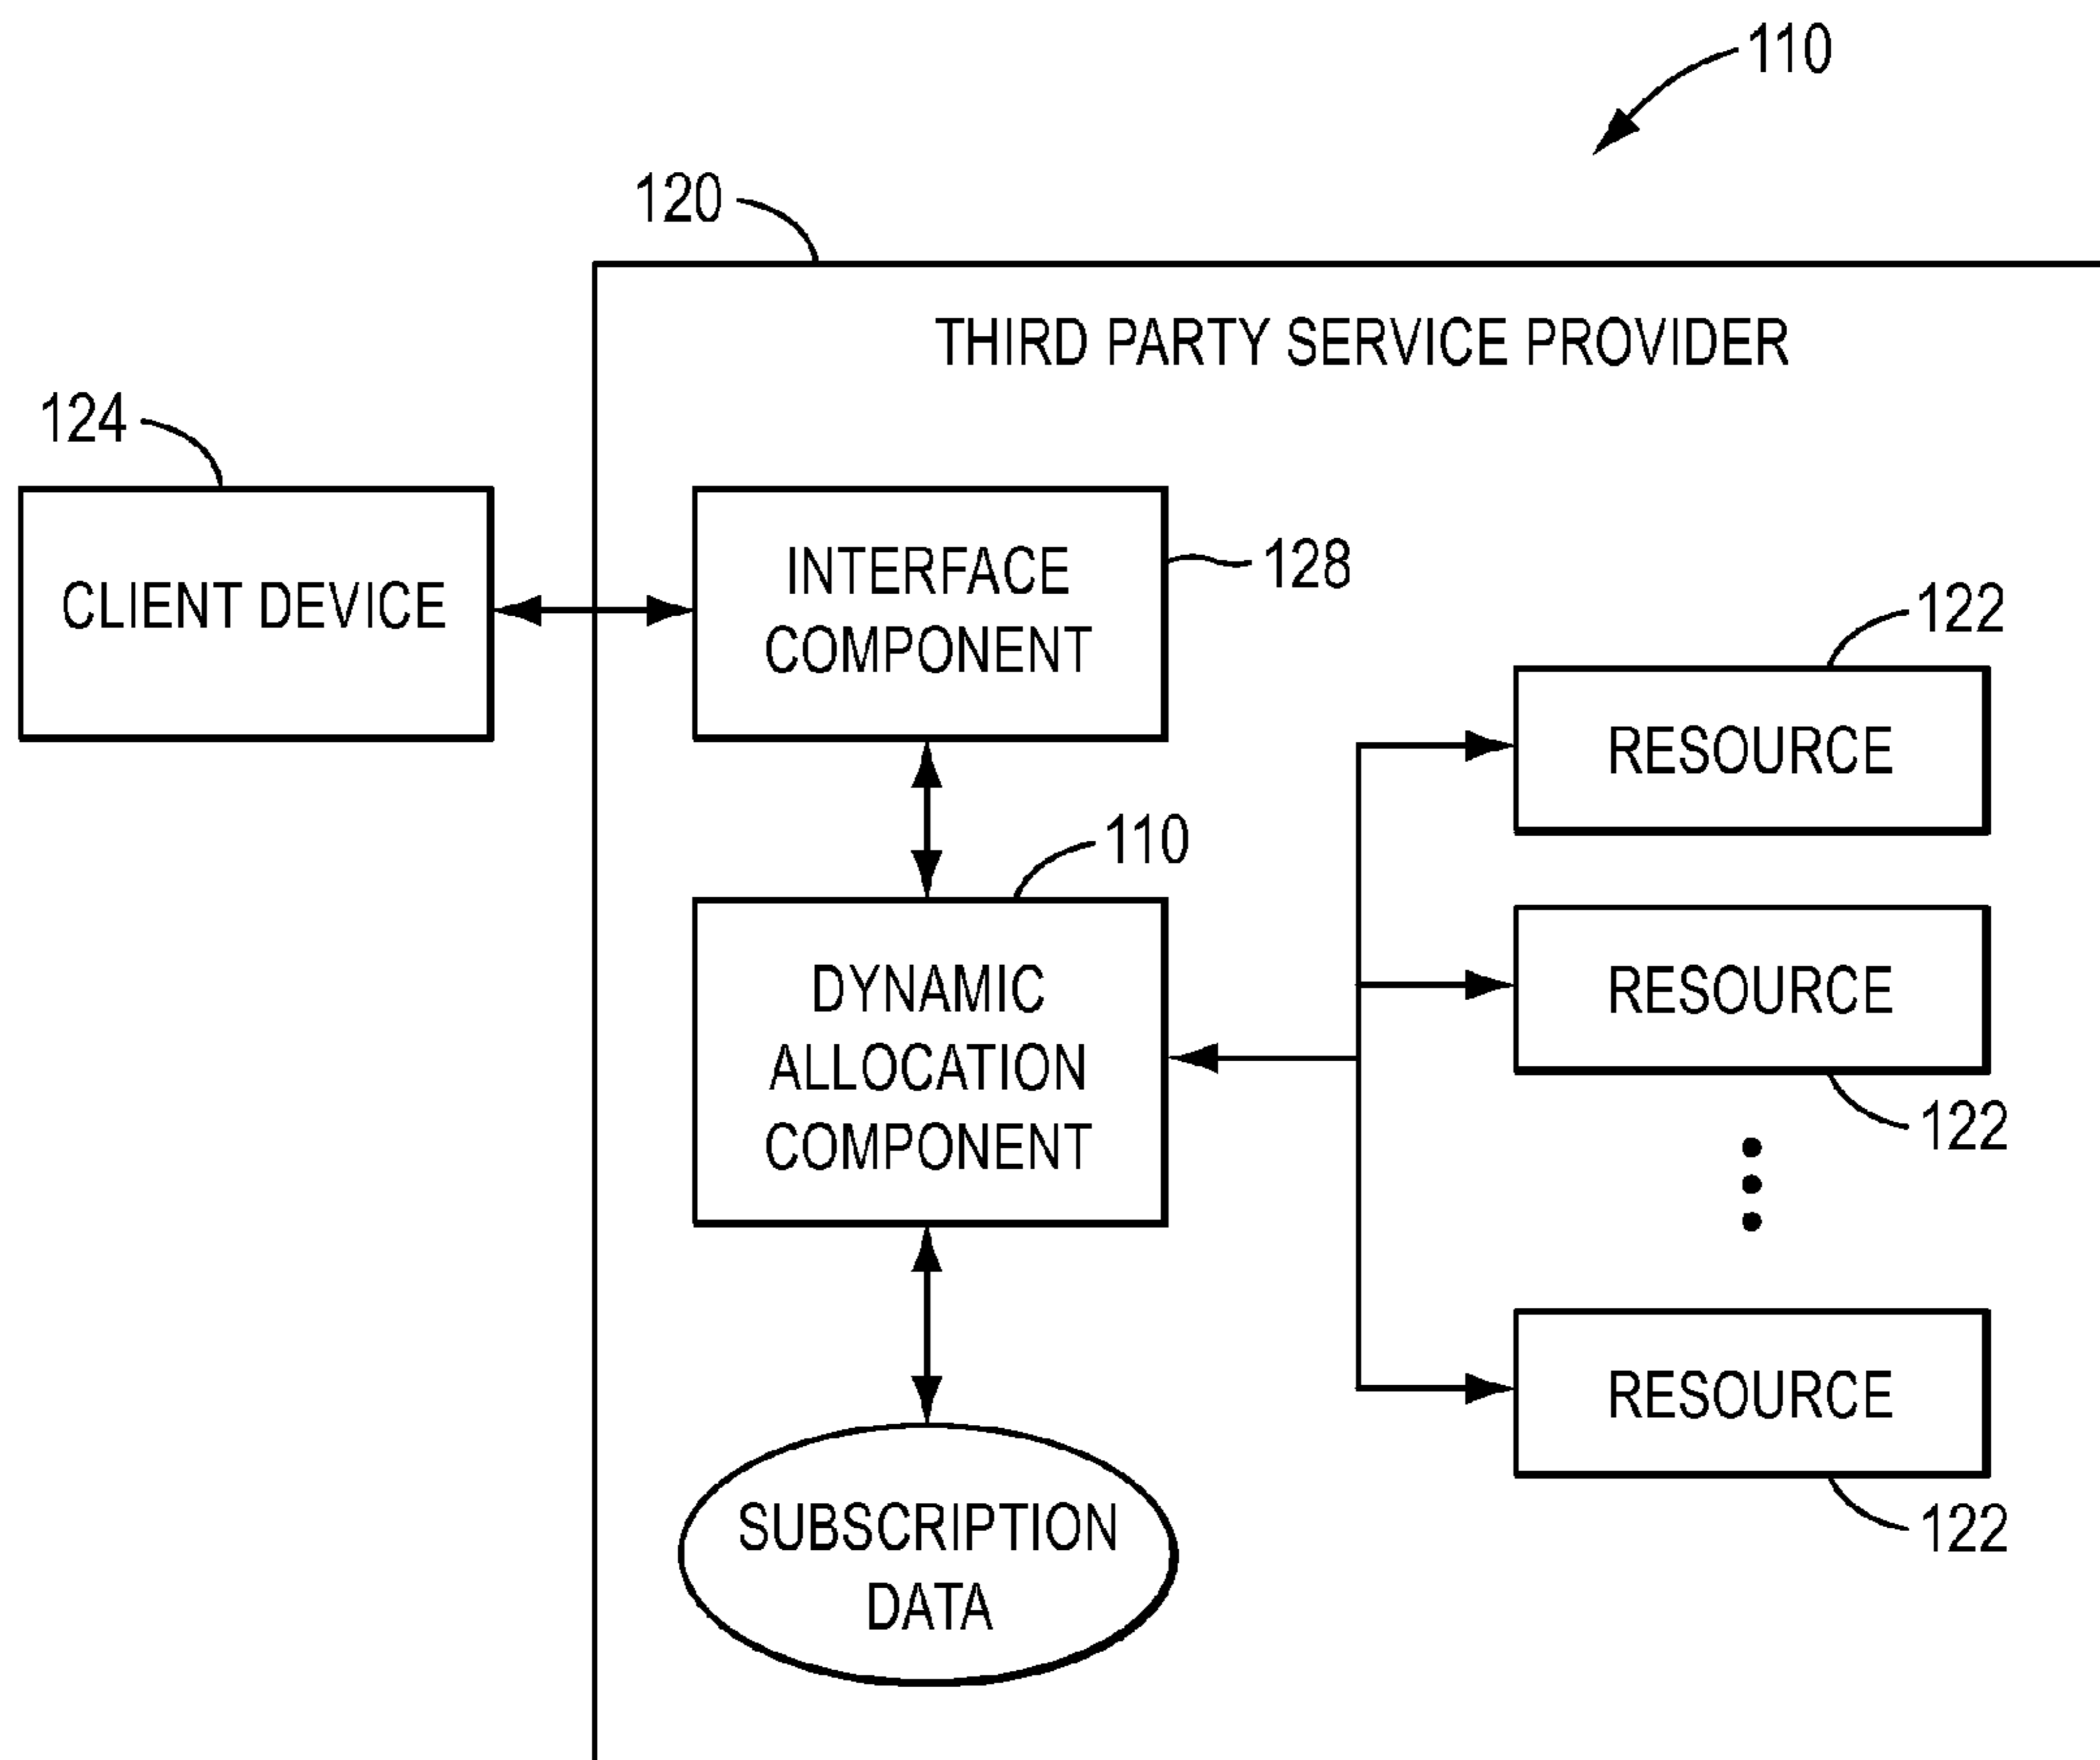 110
120
THIRD PARTY SERVICE PROVIDER
124
CLIENT DEVICE
INTERFACE
COMPONENT
128
122
RESOURCE
110
DYNAMIC
ALLOCATION
COMPONENT
RESOURCE
122
RESOURCE
122
SUBSCRIPTION
DATA